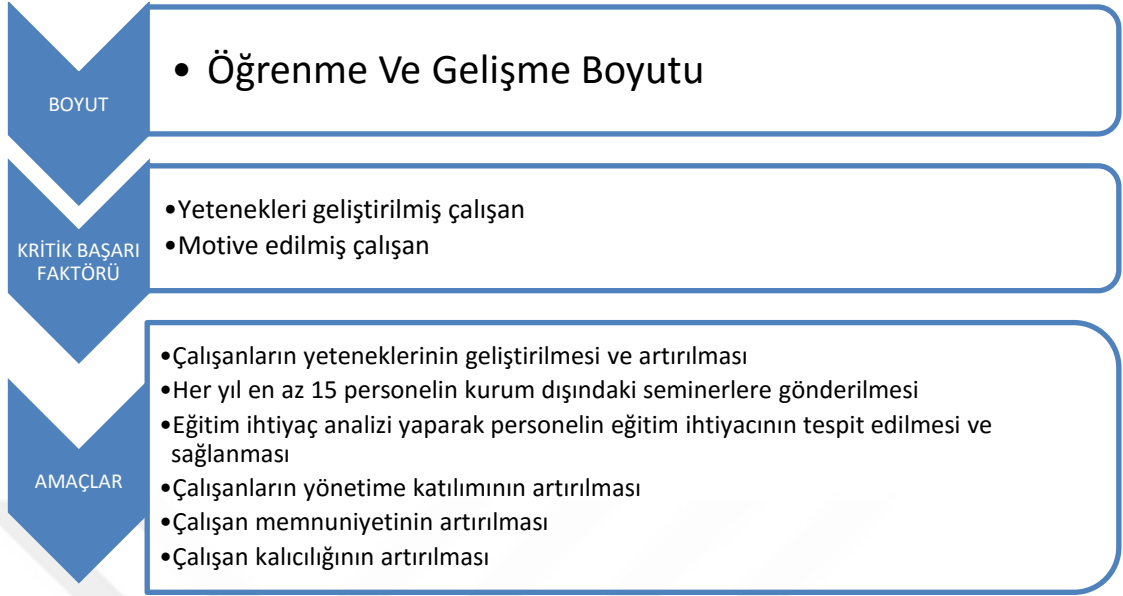 BOYUT
• Öğrenme Ve Gelişme Boyutu
KRİTİK BAŞARI
FAKTÖRÜ
•Yetenekleri geliştirilmiş çalışan
•Motive edilmiş çalışan
AMAÇLAR
•Çalışanların yeteneklerinin geliştirilmesi ve artırılması
•Her yıl en az 15 personelin kurum dışındaki seminerlere gönderilmesi
•Eğitim ihtiyaç analizi yaparak personelin eğitim ihtiyacının tespit edilmesi ve
sağlanması
•Çalışanların yönetime katılımının artırılması
•Çalışan memnuniyetinin artırılması
•Çalışan kalıcılığının artırılması